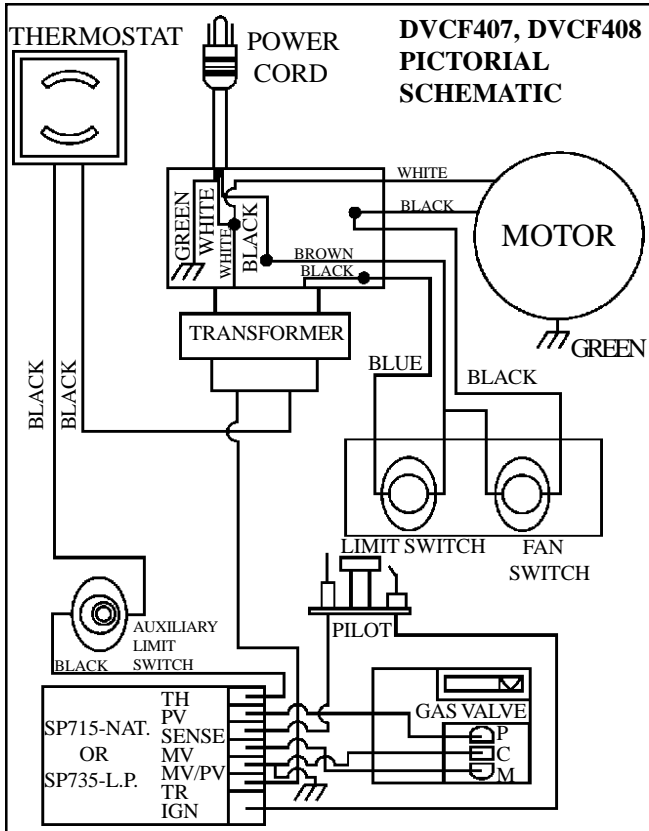 THERMOSTAT
POWER
CORD
DVCF407, DVCF408
PICTORIAL
SCHEMATIC
WHITE
BLACK
MOTOR
GREEN
WHITE
WHITE
BLACK
BROWN
BLACK
TRANSFORMER
GREEN
BLUE
BLACK
BLACK
BLACK
LIMIT SWITCH
FAN
SWITCH
PILOT
AUXILIARY
LIMIT
SWITCH
BLACK
SP715-NAT.
OR
SP735-L.P.
TH
PV
SENSE
MV
MV/PV
TR
IGN
GAS VALVE
P
C
M